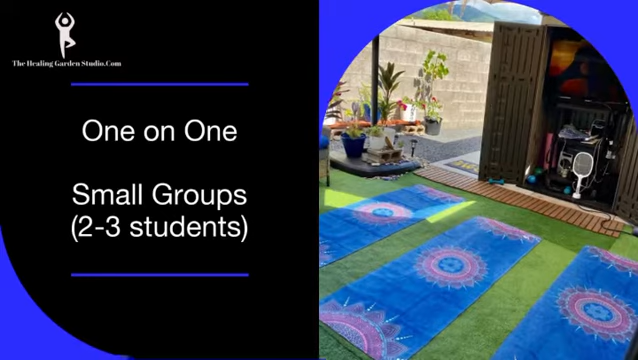 The Healing Garden Studio.Com
One on One
Small Groups
(2-3 students)